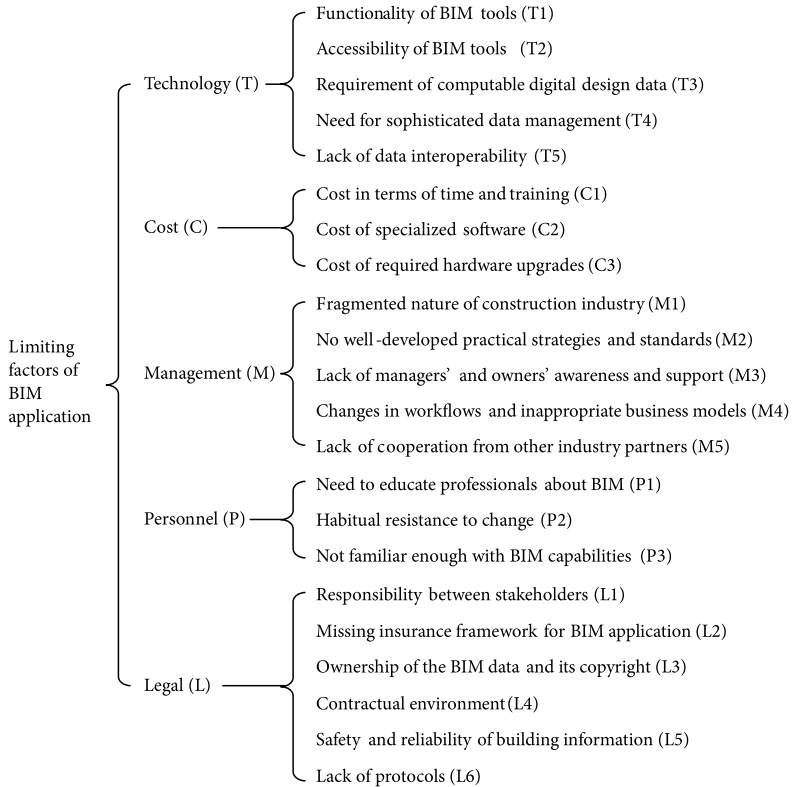 Limiting
factors of
BIM
application
Technology (T)
Functionality of BIM tools (T1)
Accessibility of BIM tools (T2)
Requirement of computable digital design data (T3)
Need for sophisticated data management (T4)
Lack of data interoperability (T5)
Cost (C)
Cost in terms of time and training (C1)
Cost of specialized software (C2)
Cost of required hardware upgrades (C3)
Management (M)
Fragmented nature of construction industry (M1)
No well-developed practical strategies and standards (M2)
Lack of managers’ and owners’ awareness and support (M3)
Changes in workflows and inappropriate business models (M4)
Lack of cooperation from other industry partners (M5)
Personnel (P)
Need to educate professionals about BIM (P1)
Habitual resistance to change (P2)
Not familiar enough with BIM capabilities (P3)
Legal (L)
Responsibility between stakeholders (L1)
Missing insurance framework for BIM application (L2)
Ownership of the BIM data and its copyright (L3)
Contractual environment (L4)
Safety and reliability of building information (L5)
Lack of protocols (L6)